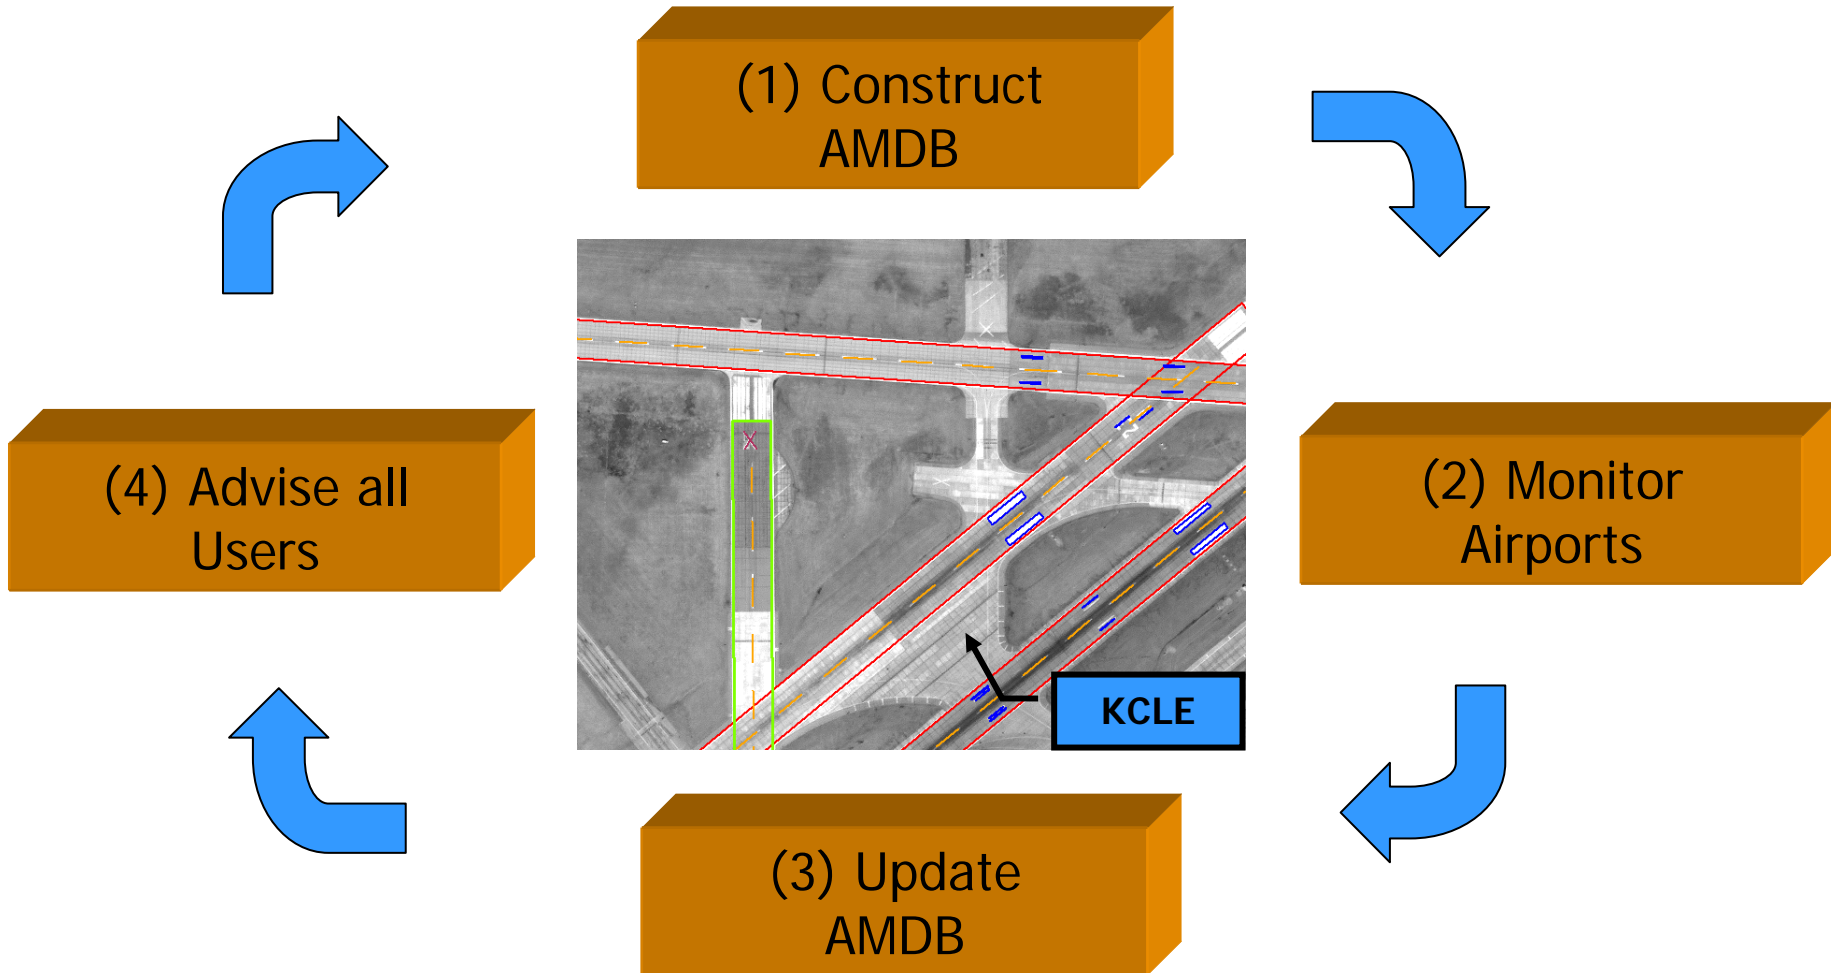 (1) Construct
AMDB
(4) Advise all
Users
(2) Monitor
Airports
KCLE
(3) Update
AMDB